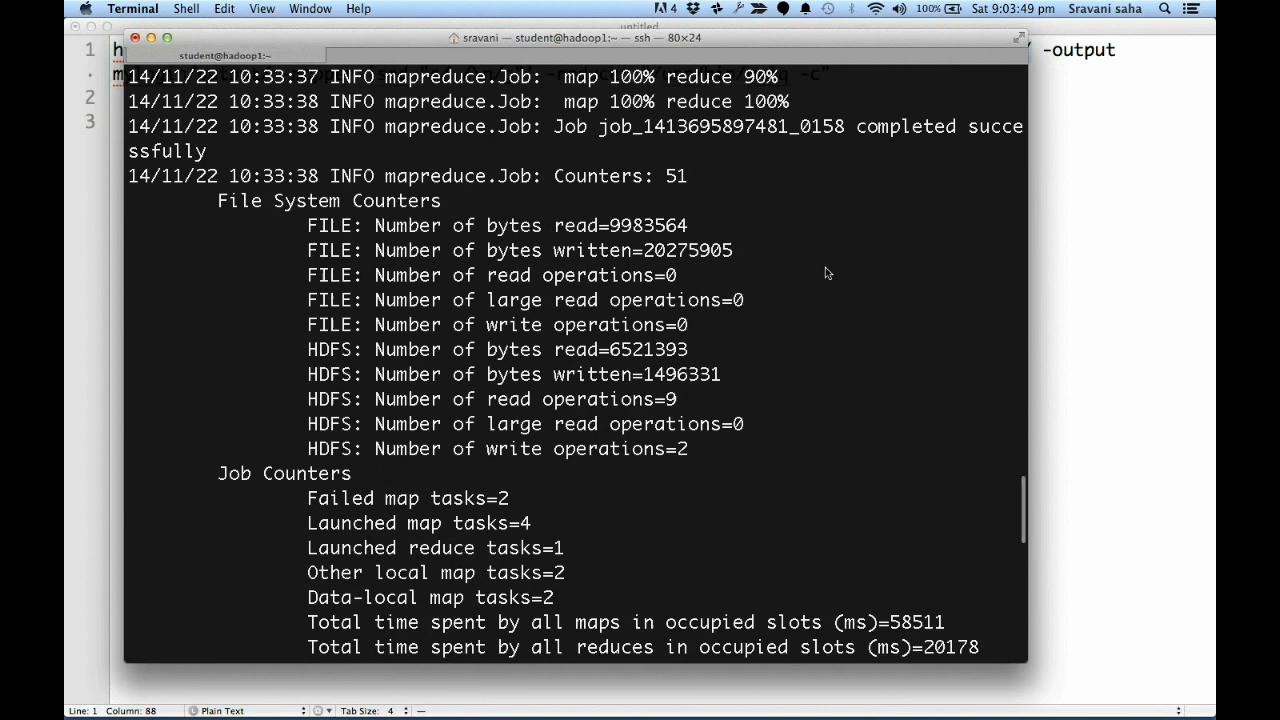 Terminal Shell Edit View Window Help 4 100% Sat 9:03:49 pm Sravani saha
untitled
sravani — student@hadoop1:~ — ssh — 80×24
student@hadoop1:~
1 h -output
m
2
3
14/11/22 10:33:37 INFO mapreduce.Job:  map 100% reduce 90%
14/11/22 10:33:38 INFO mapreduce.Job:  map 100% reduce 100%
14/11/22 10:33:38 INFO mapreduce.Job: Job job_1413695897481_0158 completed succe
ssfully
14/11/22 10:33:38 INFO mapreduce.Job: Counters: 51
File System Counters
FILE: Number of bytes read=9983564
FILE: Number of bytes written=20275905
FILE: Number of read operations=0
FILE: Number of large read operations=0
FILE: Number of write operations=0
HDFS: Number of bytes read=6521393
HDFS: Number of bytes written=1496331
HDFS: Number of read operations=9
HDFS: Number of large read operations=0
HDFS: Number of write operations=2
Job Counters
Failed map tasks=2
Launched map tasks=4
Launched reduce tasks=1
Other local map tasks=2
Data-local map tasks=2
Total time spent by all maps in occupied slots (ms)=58511
Total time spent by all reduces in occupied slots (ms)=20178
Line: 1 Column: 88 Plain Text Tab Size: 4 —